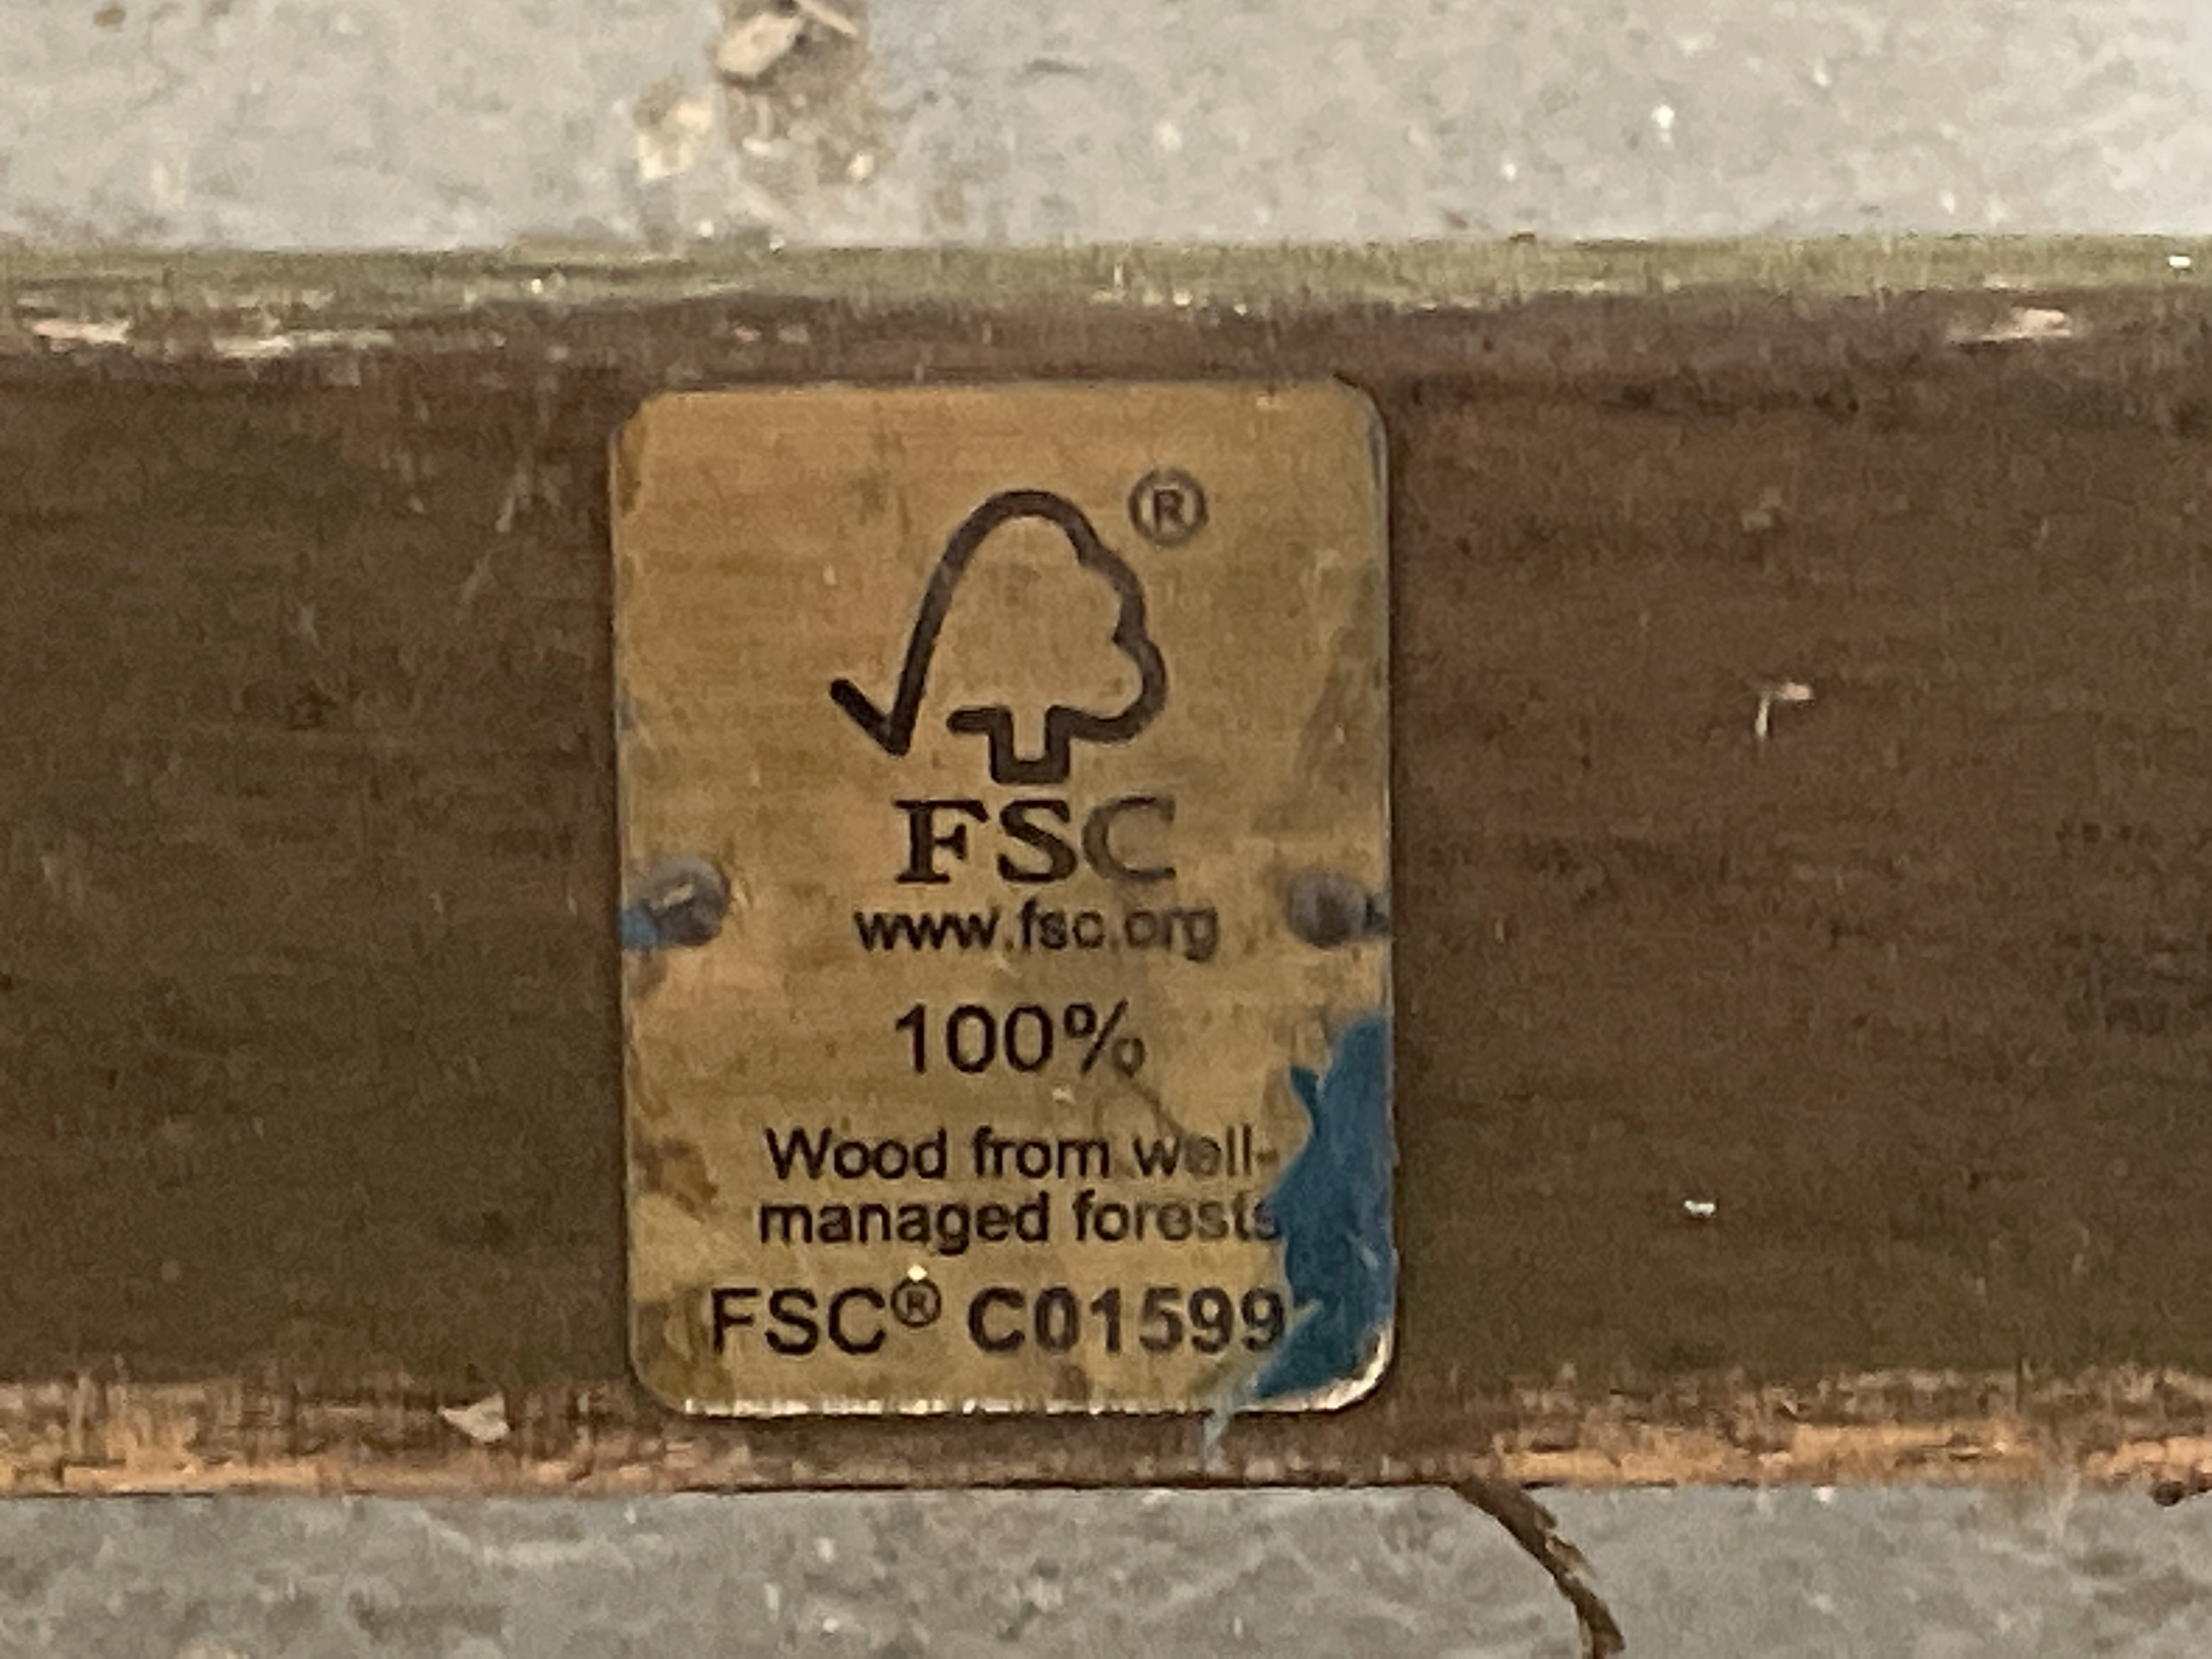 ®
FSC
www.fsc.org
100%
Wood from well-
managed forests
FSC® C01599